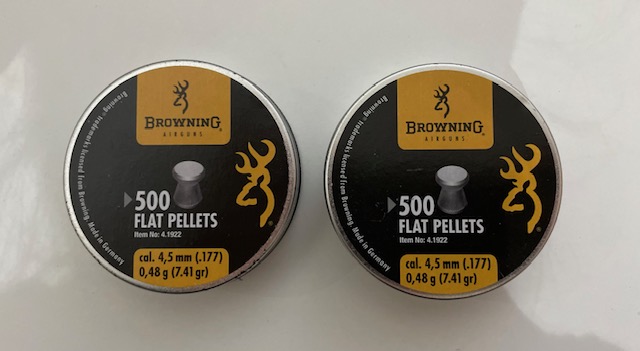 BROWNING®
AIRGUNS
500
FLAT PELLETS
Item No: 4.1922
cal. 4,5 mm (.177)
0,48 g (7.41 gr)
Browning™ trademarks licensed from Browning. Made in Germany
BROWNING®
AIRGUNS
500
FLAT PELLETS
Item No: 4.1922
cal. 4,5 mm (.177)
0,48 g (7.41 gr)
Browning™ trademarks licensed from Browning. Made in Germany